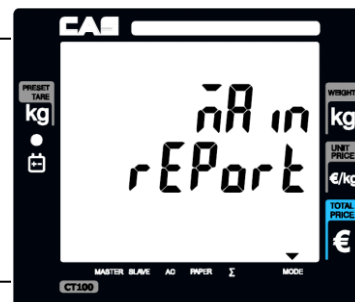 CAS
PRESET
TARE
kg
WEIGHT
kg
UNIT
PRICE
€/kg
TOTAL
PRICE
€
mAin
rEPort
MASTER SLAVE AC PAPER Σ MODE
CT100